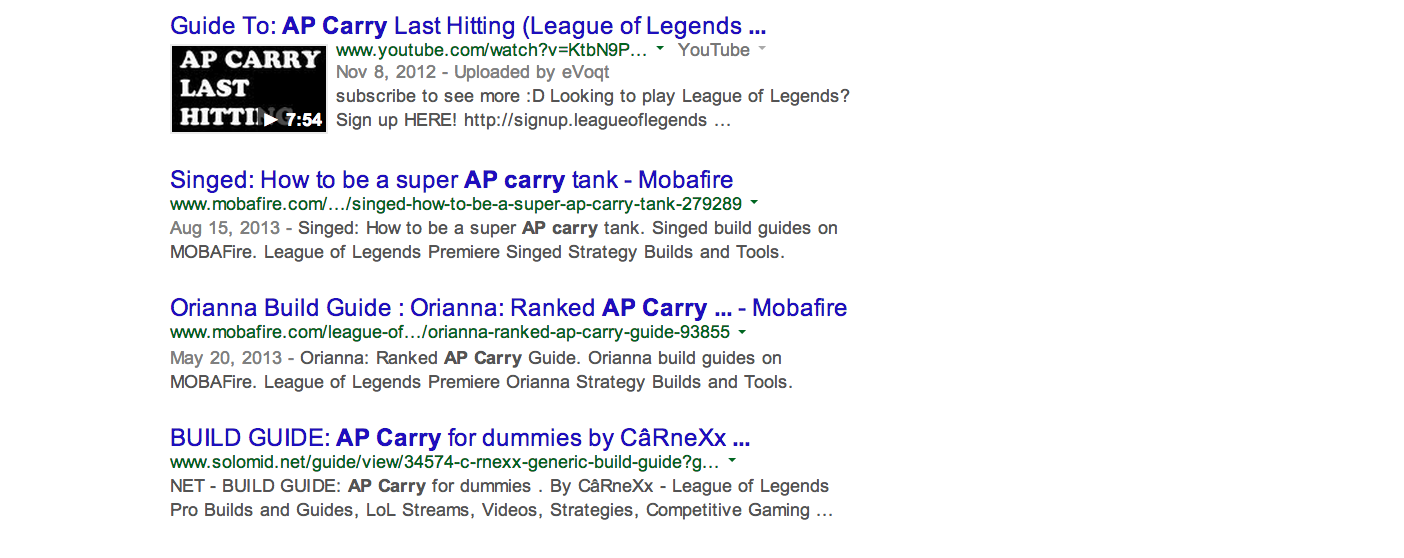 Guide To: AP Carry Last Hitting (League of Legends ...
AP CARRY
LAST
HITTING
7:54
www.youtube.com/watch?v=KtbN9P... YouTube
Nov 8, 2012 - Uploaded by eVoqt
subscribe to see more :D Looking to play League of Legends?
Sign up HERE! http://signup.leagueoflegends ...
Singed: How to be a super AP carry tank - Mobafire
www.mobafire.com/.../singed-how-to-be-a-super-ap-carry-tank-279289
Aug 15, 2013 - Singed: How to be a super AP carry tank. Singed build guides on
MOBAFire. League of Legends Premiere Singed Strategy Builds and Tools.
Orianna Build Guide : Orianna: Ranked AP Carry ... - Mobafire
www.mobafire.com/league-of.../orianna-ranked-ap-carry-guide-93855
May 20, 2013 - Orianna: Ranked AP Carry Guide. Orianna build guides on
MOBAFire. League of Legends Premiere Orianna Strategy Builds and Tools.
BUILD GUIDE: AP Carry for dummies by CâRneXx ...
www.solomid.net/guide/view/34574-c-rnexx-generic-build-guide?g...
NET - BUILD GUIDE: AP Carry for dummies . By CâRneXx - League of Legends
Pro Builds and Guides, LoL Streams, Videos, Strategies, Competitive Gaming ...